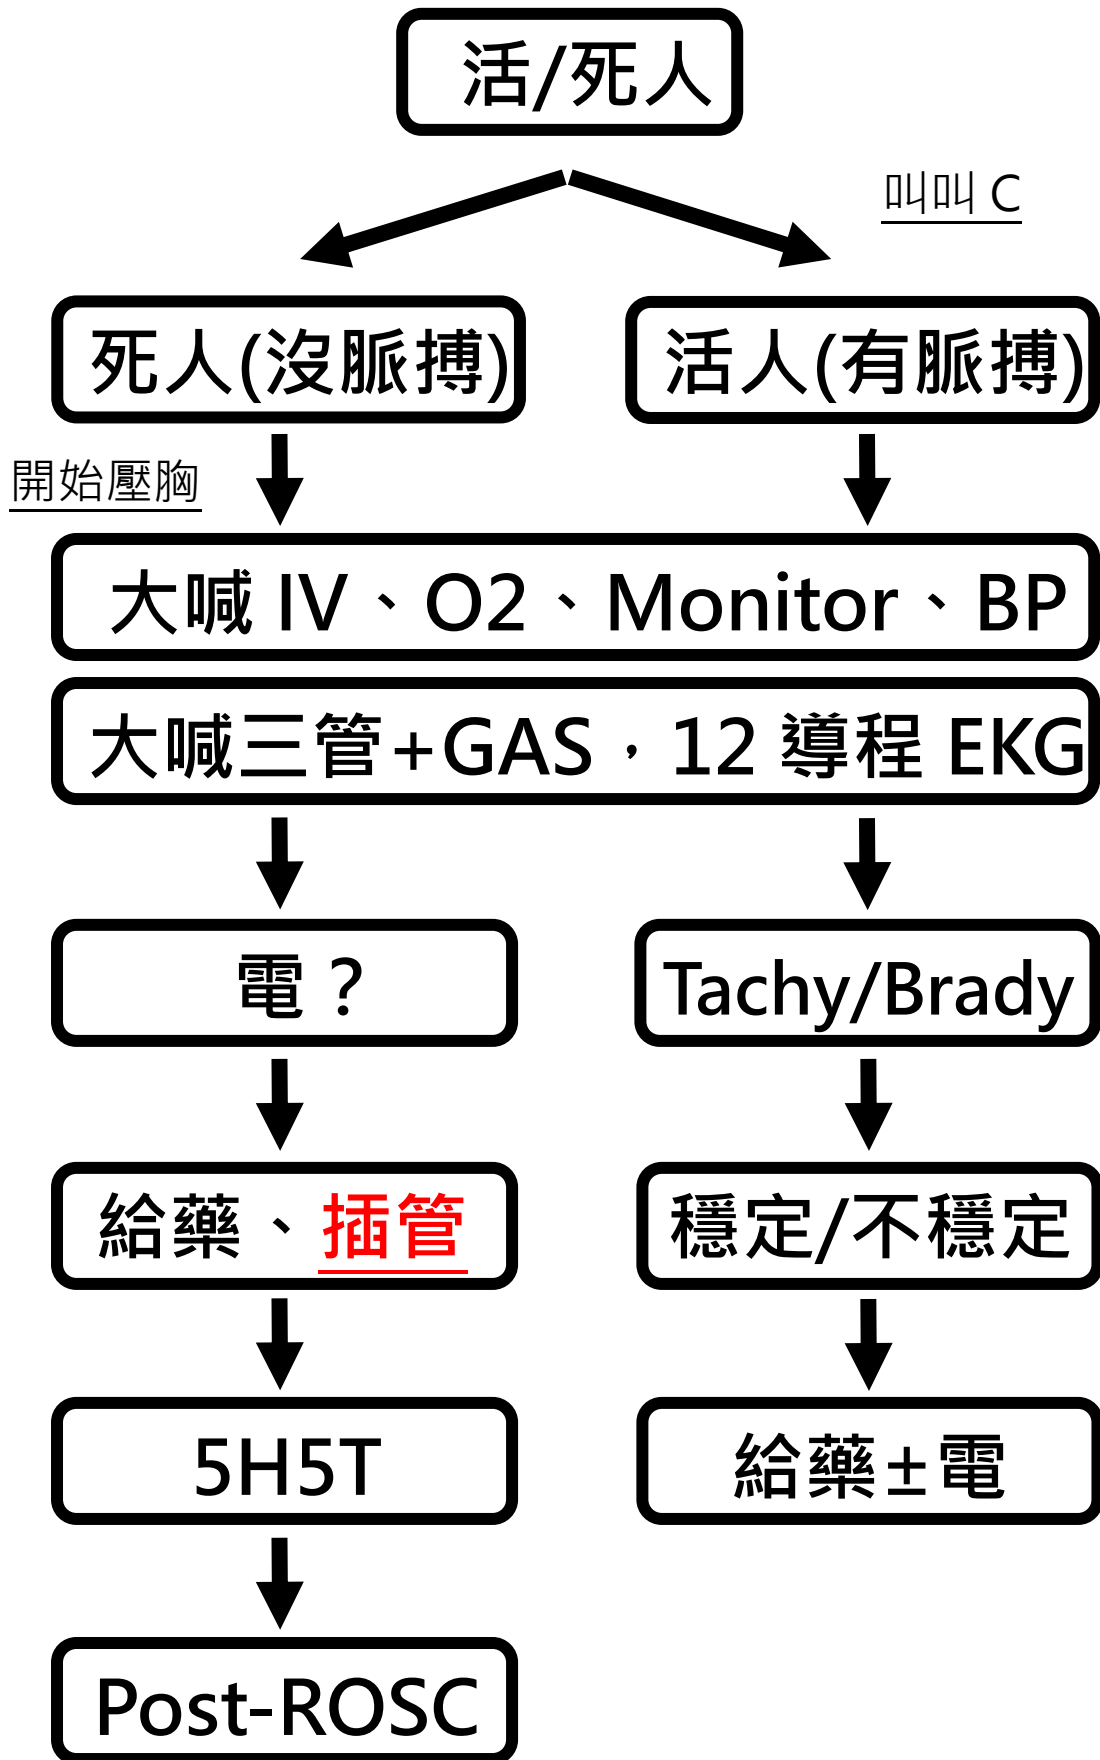 活/死人
叫叫 C
死人(沒脈搏)
活人(有脈搏)
開始壓胸
大喊 IV、O2、Monitor、BP
大喊三管+GAS，12 導程 EKG
電？
Tachy/Brady
給藥、插管
穩定/不穩定
5H5T
給藥±電
Post-ROSC